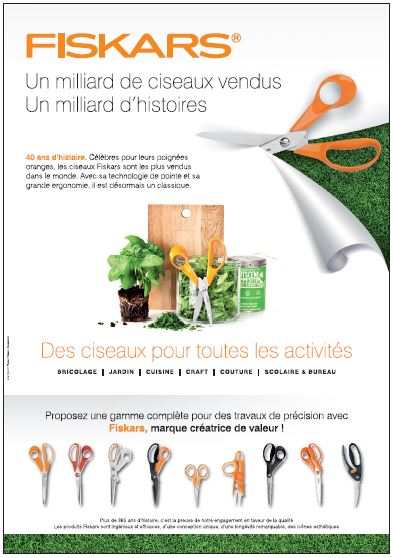 FISKARS®
Un milliard de ciseaux vendus
Un milliard d'histoires
40 ans d'histoire. Célèbres pour leurs poignées
oranges, les ciseaux Fiskars sont les plus vendus
dans le monde. Avec sa technologie de pointe et sa
grande ergonomie, il est désormais un classique.
Des ciseaux pour toutes les activités
BRICOLAGE | JARDIN | CUISINE | CRAFT | COUTURE | SCOLAIRE & BUREAU
Proposez une gamme complète pour des travaux de précision avec
Fiskars, marque créatrice de valeur !
Plus de 365 ans d'histoire, c'est la preuve de notre engagement en faveur de la qualité
Les produits Fiskars sont ingénieux et efficaces, d'une conception unique, d'une longévité remarquable, des icônes esthétiques